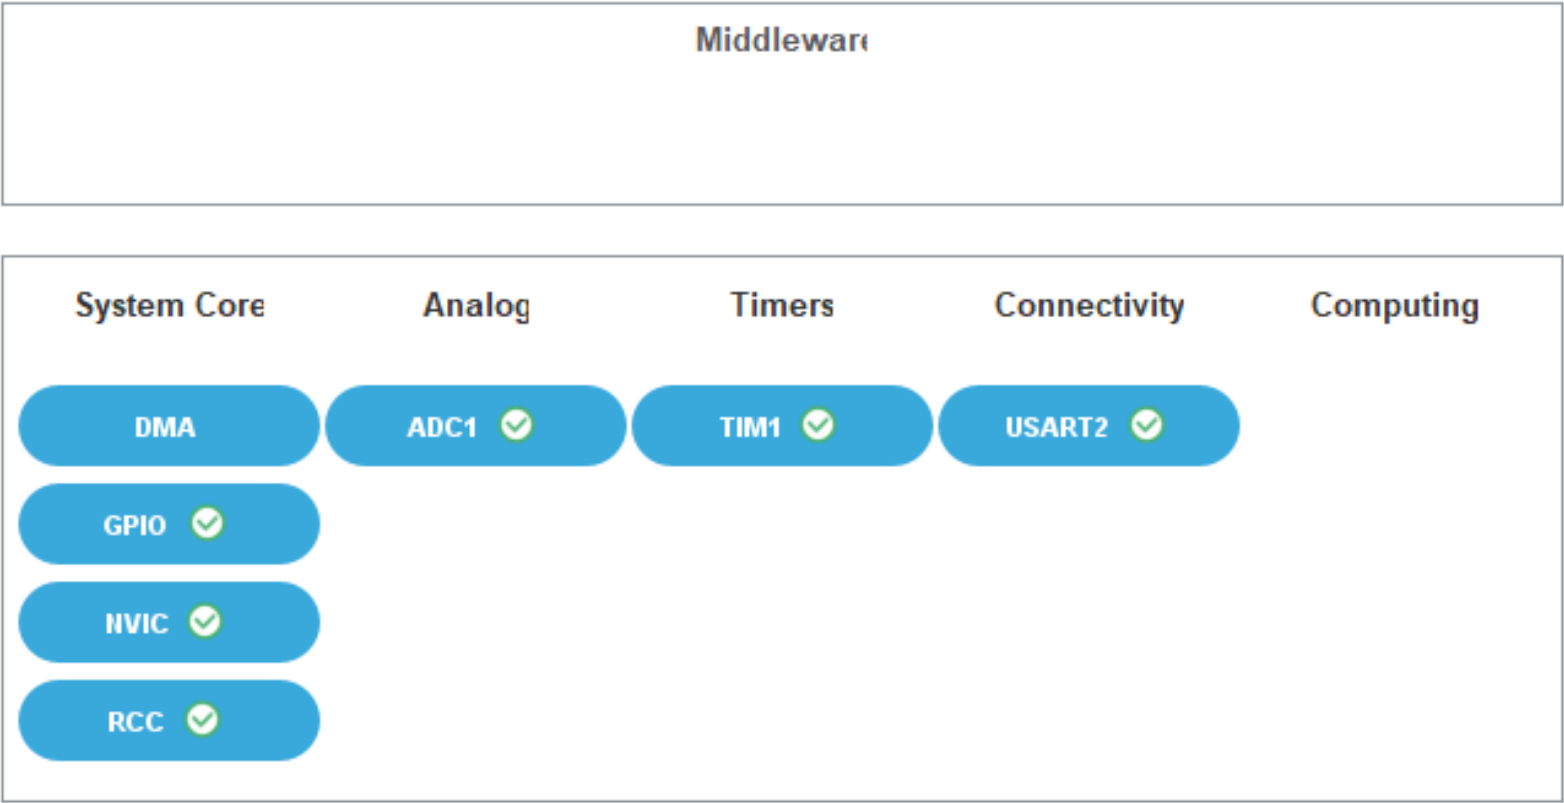 Middleware
System Core Analog Timers Connectivity Computing
DMA ADC1 TIM1 USART2
GPIO
NVIC
RCC